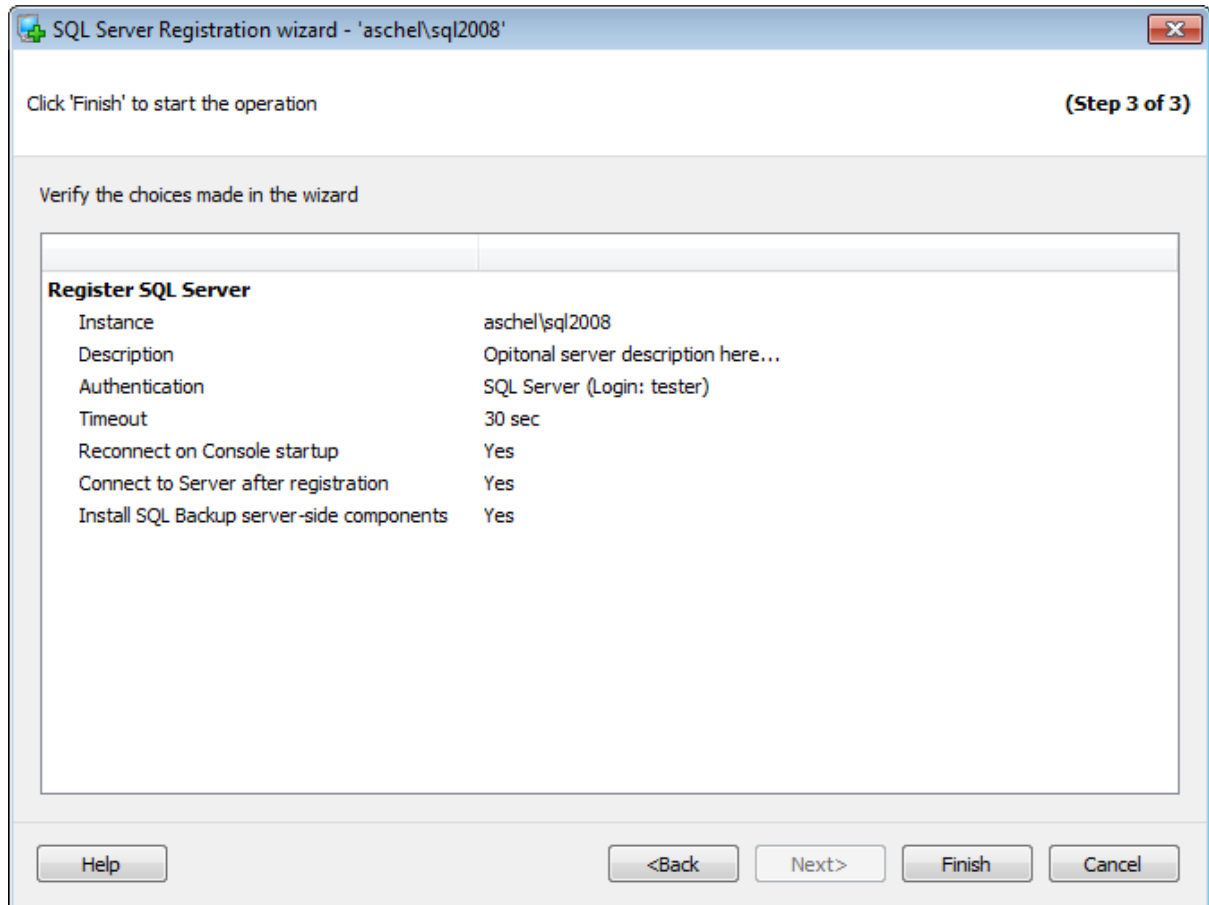 SQL Server Registration wizard - 'aschel\sql2008'
Click 'Finish' to start the operation
(Step 3 of 3)
Verify the choices made in the wizard
Register SQL Server
Instance aschel\sql2008
Description Opitonal server description here...
Authentication SQL Server (Login: tester)
Timeout 30 sec
Reconnect on Console startup Yes
Connect to Server after registration Yes
Install SQL Backup server-side components Yes
Help <Back Next> Finish Cancel